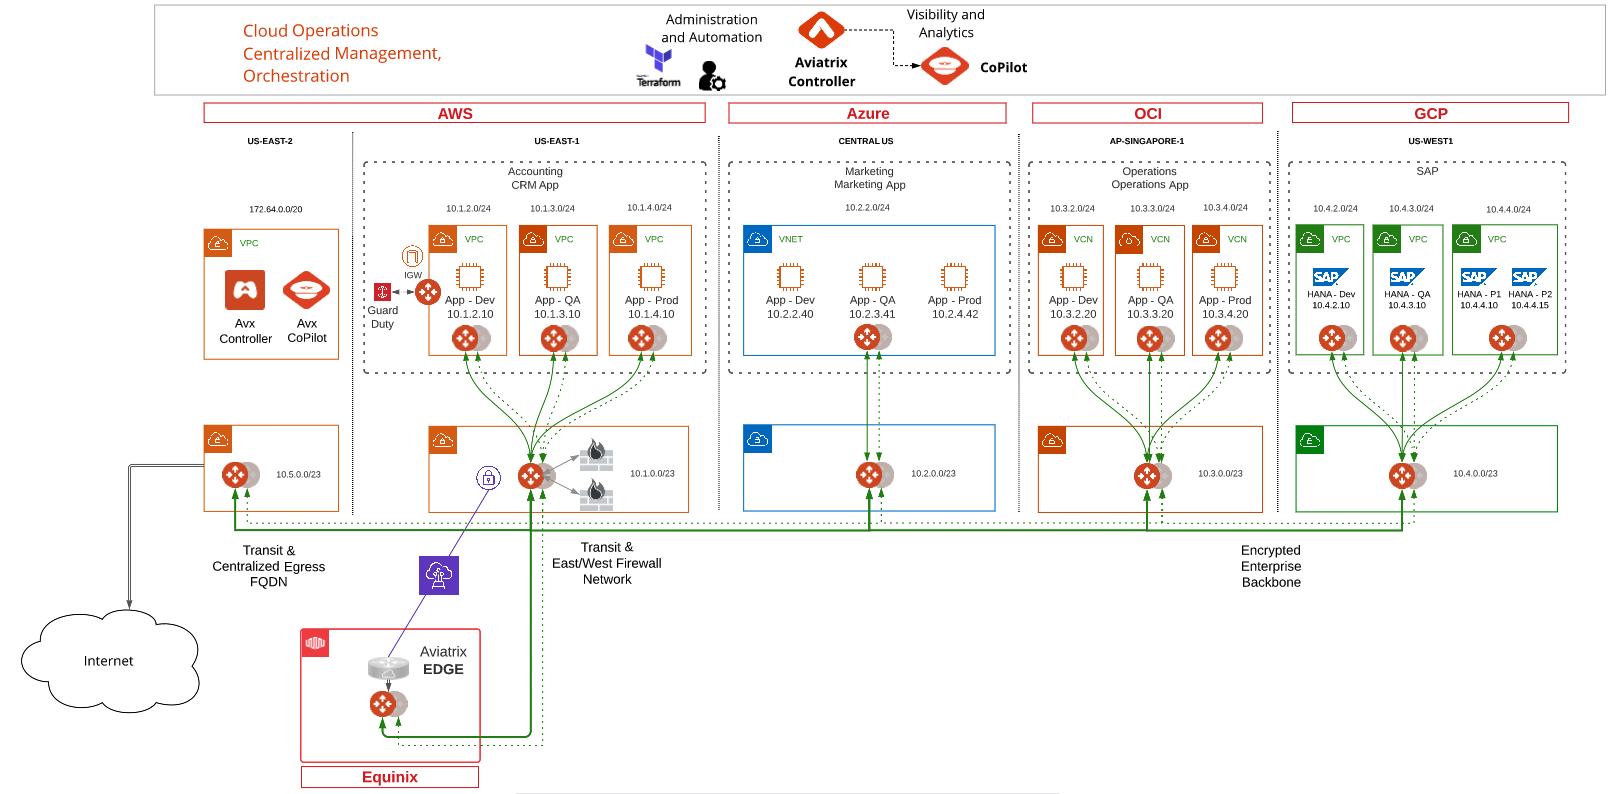 Cloud Operations
Centralized Management,
Orchestration
Administration
and Automation
Terraform
Aviatrix
Controller
Visibility and
Analytics
CoPilot
AWS
Azure
OCI
GCP
US-EAST-2
US-EAST-1
CENTRAL US
AP-SINGAPORE-1
US-WEST1
172.64.0.0/20
VPC
Avx
Controller
Avx
CoPilot
Accounting
CRM App
10.1.2.0/24
10.1.3.0/24
10.1.4.0/24
VPC
VPC
VPC
IGW
Guard
Duty
App - Dev
10.1.2.10
App - QA
10.1.3.10
App - Prod
10.1.4.10
Marketing
Marketing App
10.2.2.0/24
VNET
App - Dev
10.2.2.40
App - QA
10.2.3.41
App - Prod
10.2.4.42
Operations
Operations App
10.3.2.0/24
10.3.3.0/24
10.3.4.0/24
VCN
VCN
VCN
App - Dev
10.3.2.20
App - QA
10.3.3.20
App - Prod
10.3.4.20
SAP
10.4.2.0/24
10.4.3.0/24
10.4.4.0/24
VPC
VPC
VPC
SAP
SAP
SAP
SAP
HANA - Dev
10.4.2.10
HANA - QA
10.4.3.10
HANA - P1
10.4.4.10
HANA - P2
10.4.4.15
10.5.0.0/23
10.1.0.0/23
10.2.0.0/23
10.3.0.0/23
10.4.0.0/23
Transit &
Centralized Egress
FQDN
Transit &
East/West Firewall
Network
Encrypted
Enterprise
Backbone
Internet
Aviatrix
EDGE
Equinix